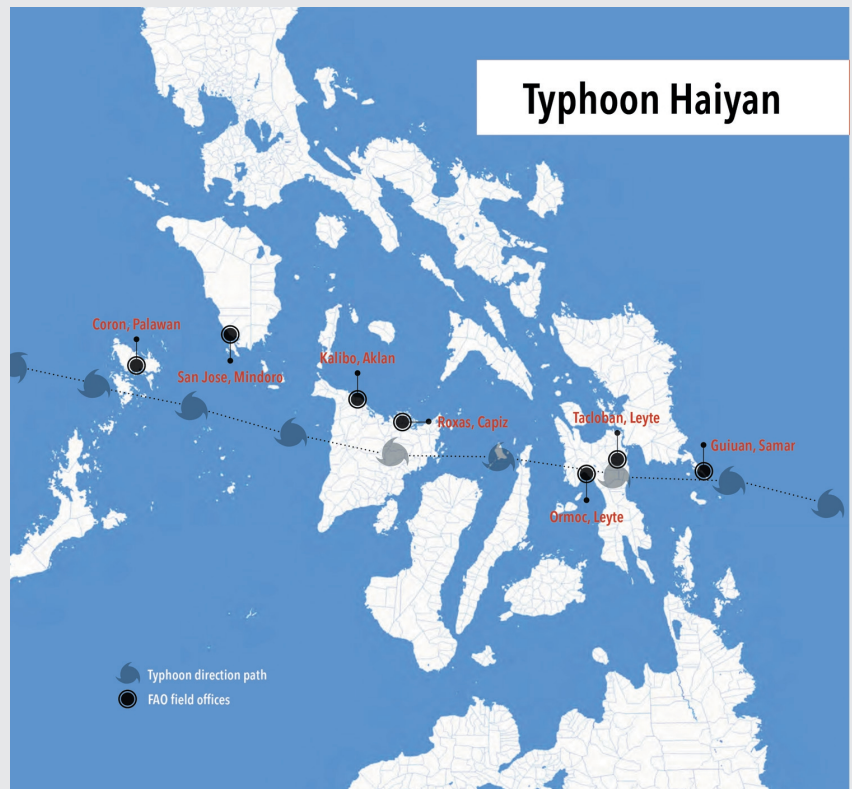 Typhoon Haiyan
Coron, Palawan
San Jose, Mindoro
Kalibo, Aklan
Roxas, Capiz
Tacloban, Leyte
Guiuan, Samar
Ormoc, Leyte
Typhoon direction path
FAO field offices